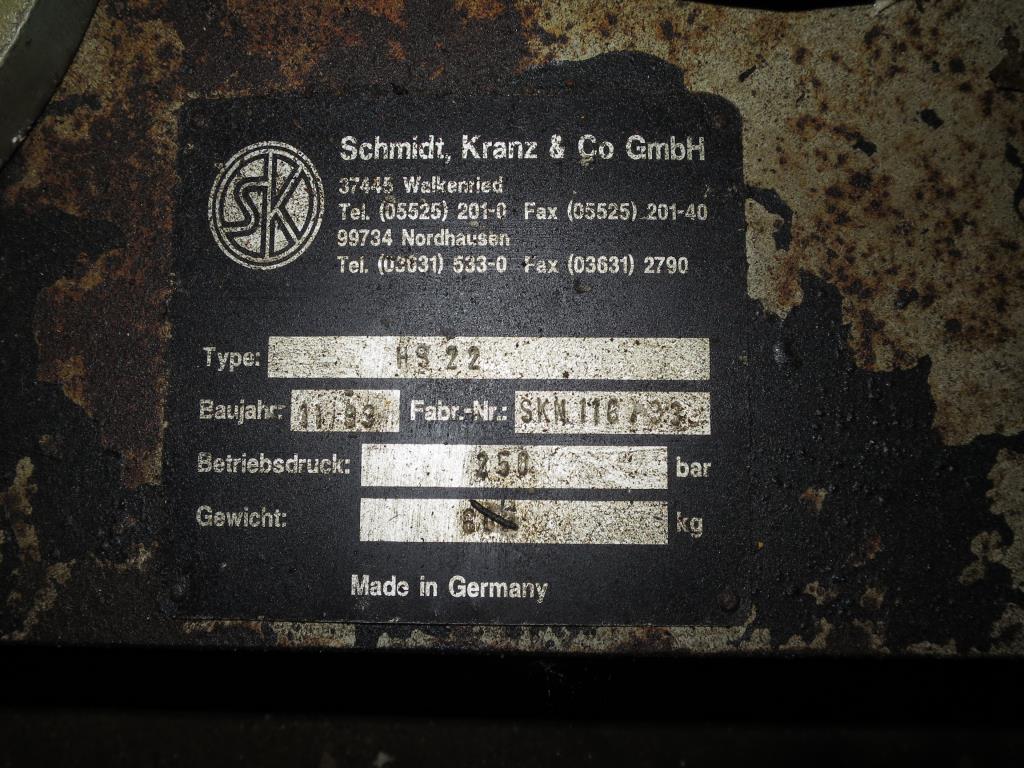 SK
Schmidt, Kranz & Co GmbH
37445 Walkenried
Tel. (05525) 201-0 Fax (05525) 201-40
99734 Nordhausen
Tel. (03631) 533-0 Fax (03631) 2790
Type: HS 22
Baujahr: 11/93 Fabr.-Nr.: SKN 116/93
Betriebsdruck: 250 bar
Gewicht: kg
Made in Germany